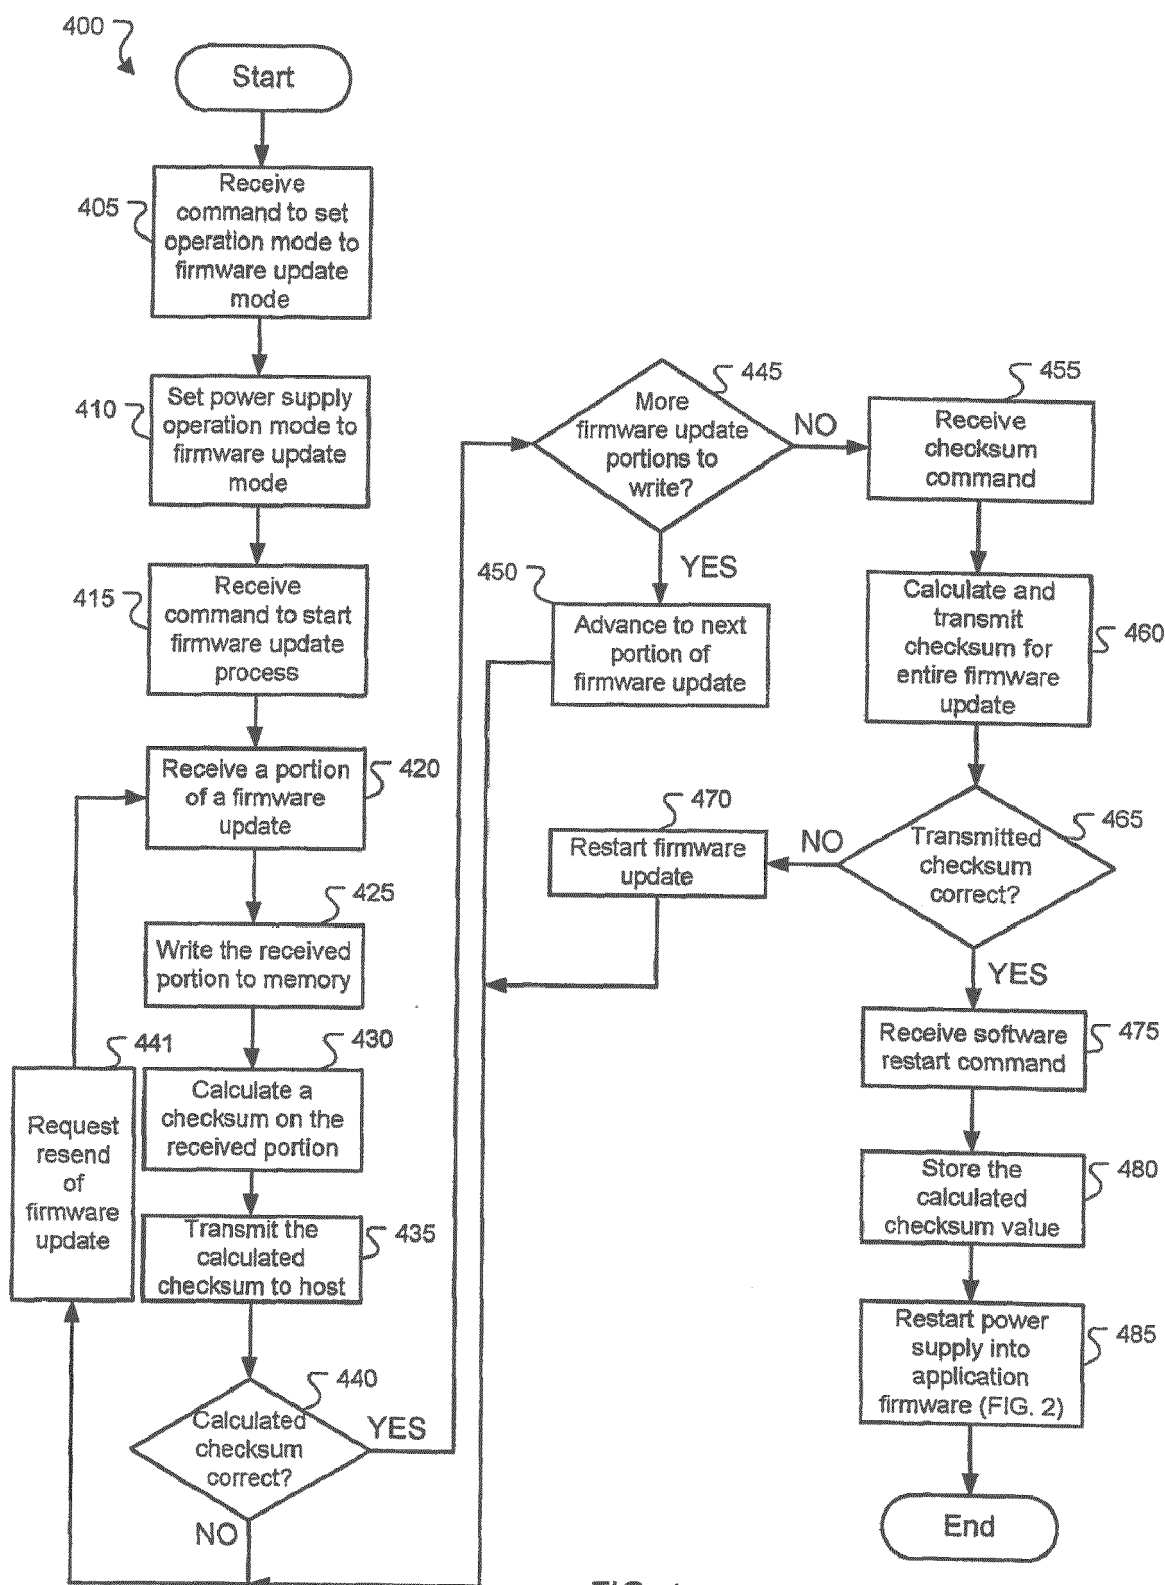 400
Start
Receive
command to set
operation mode to
firmware update
mode
405
Set power supply
operation mode to
firmware update
mode
410
Receive
command to start
firmware update
process
415
Receive a portion
of a firmware
update
420
425
Write the received
portion to memory
430
Calculate a
checksum on the
received portion
441
Request
resend
of
firmware
update
Transmit the
calculated
checksum to host
435
440
Calculated
checksum
correct?
YES
NO
445
More
firmware update
portions to
write?
NO
YES
450
Advance to next
portion of
firmware update
455
Receive
checksum
command
Calculate and
transmit
checksum for
entire firmware
update
460
465
Transmitted
checksum
correct?
NO
470
Restart firmware
update
YES
Receive software
restart command
475
Store the
calculated
checksum value
480
Restart power
supply into
application
firmware (FIG. 2)
485
End